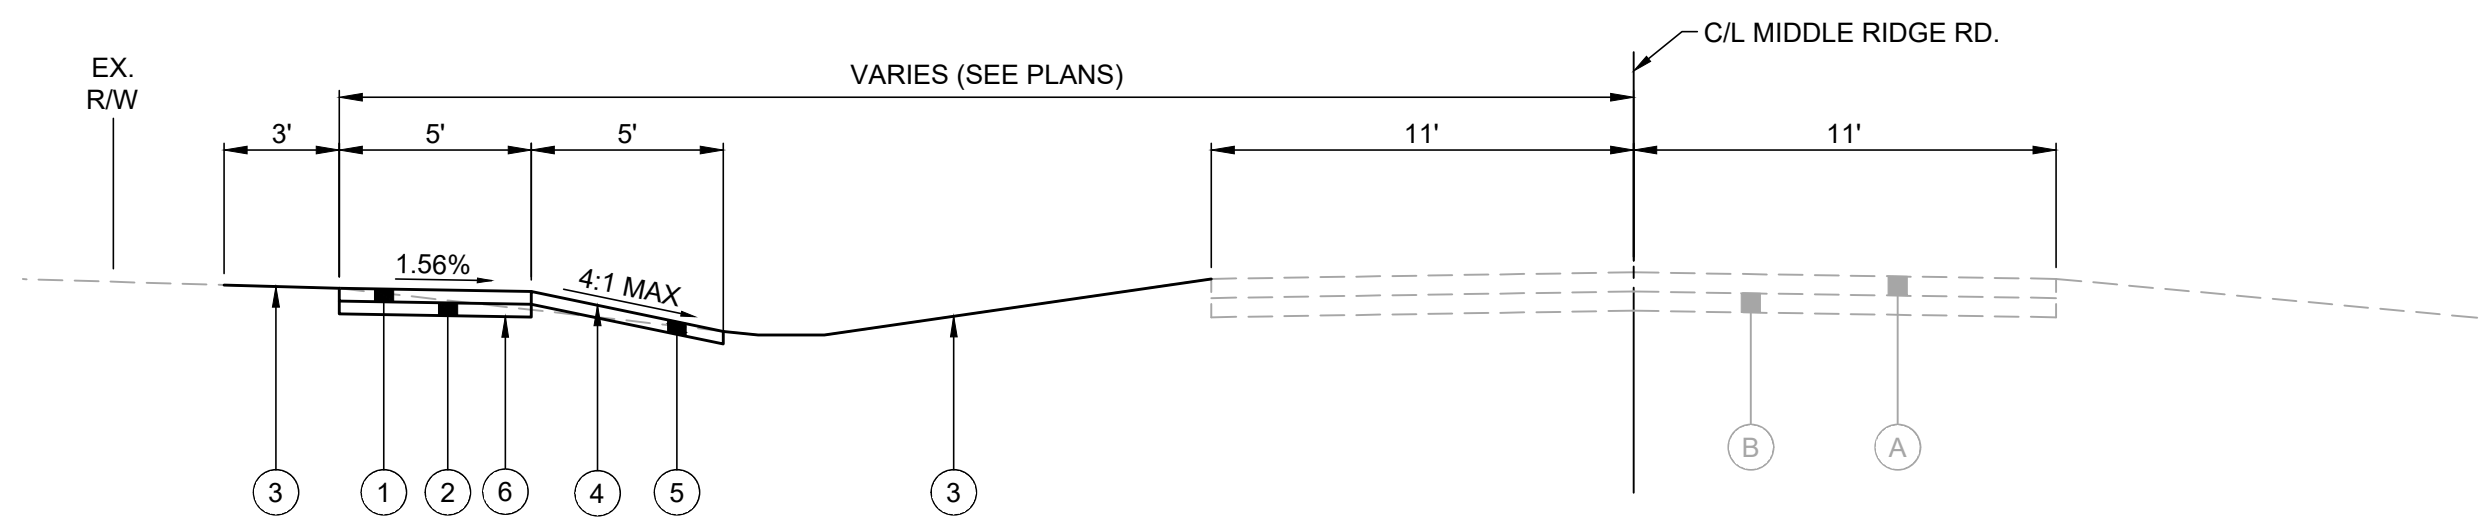 C/L MIDDLE RIDGE RD.
EX.
R/W
VARIES (SEE PLANS)
3'
5'
5'
11'
11'
1.56%
4:1 MAX
B
A
3
1
2
6
4
5
3